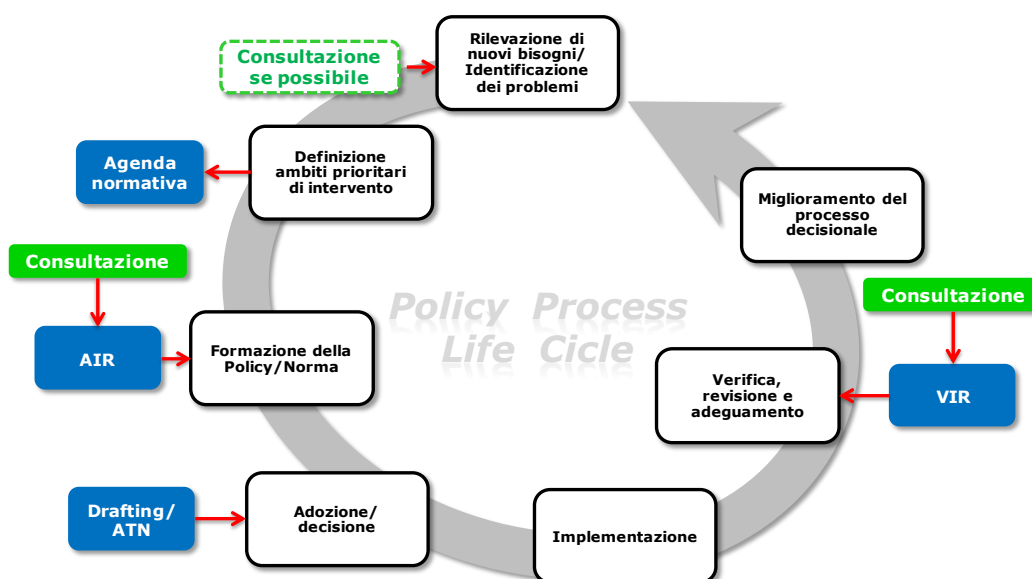 Rilevazione di
nuovi bisogni/
Identificazione
dei problemi
Consultazione
se possibile
Definizione
ambiti prioritari
di intervento
Agenda
normativa
Miglioramento del
processo
decisionale
Consultazione
Consultazione
Policy Process
Life Cicle
AIR
Formazione della
Policy/Norma
Verifica,
revisione e
adeguamento
VIR
Drafting/
ATN
Adozione/
decisione
Implementazione